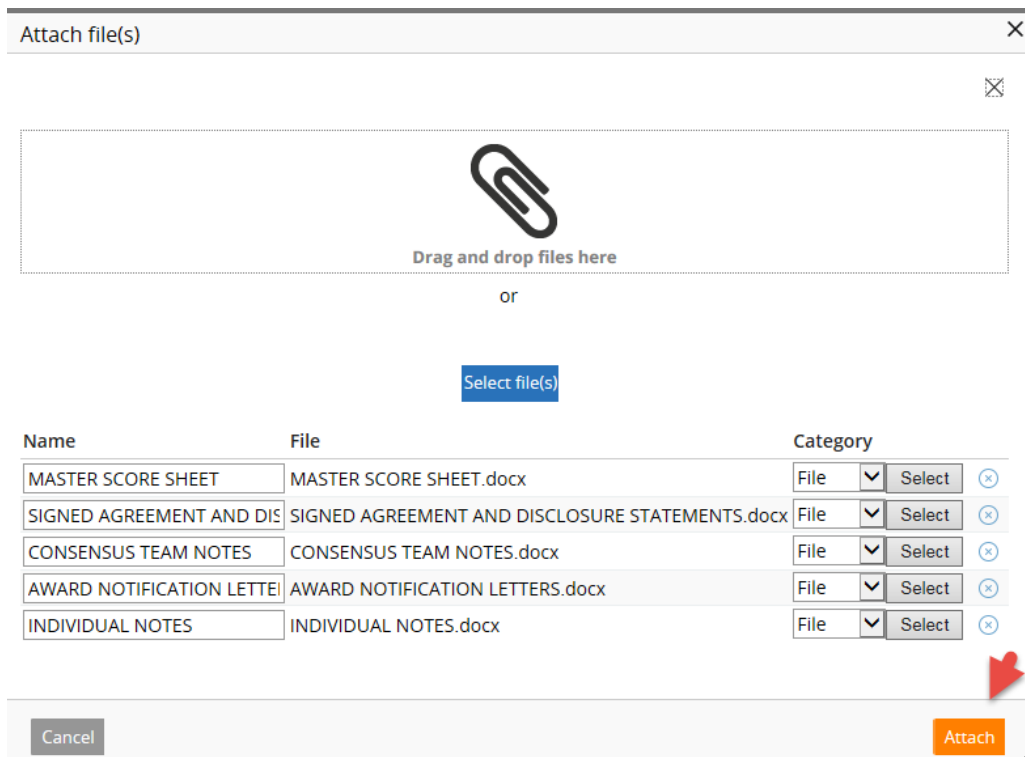 Attach file(s)
Drag and drop files here
or
Select file(s)
Name File Category
MASTER SCORE SHEET MASTER SCORE SHEET.docx File Select
SIGNED AGREEMENT AND DIS SIGNED AGREEMENT AND DISCLOSURE STATEMENTS.docx File Select
CONSENSUS TEAM NOTES CONSENSUS TEAM NOTES.docx File Select
AWARD NOTIFICATION LETTE AWARD NOTIFICATION LETTERS.docx File Select
INDIVIDUAL NOTES INDIVIDUAL NOTES.docx File Select
Cancel Attach